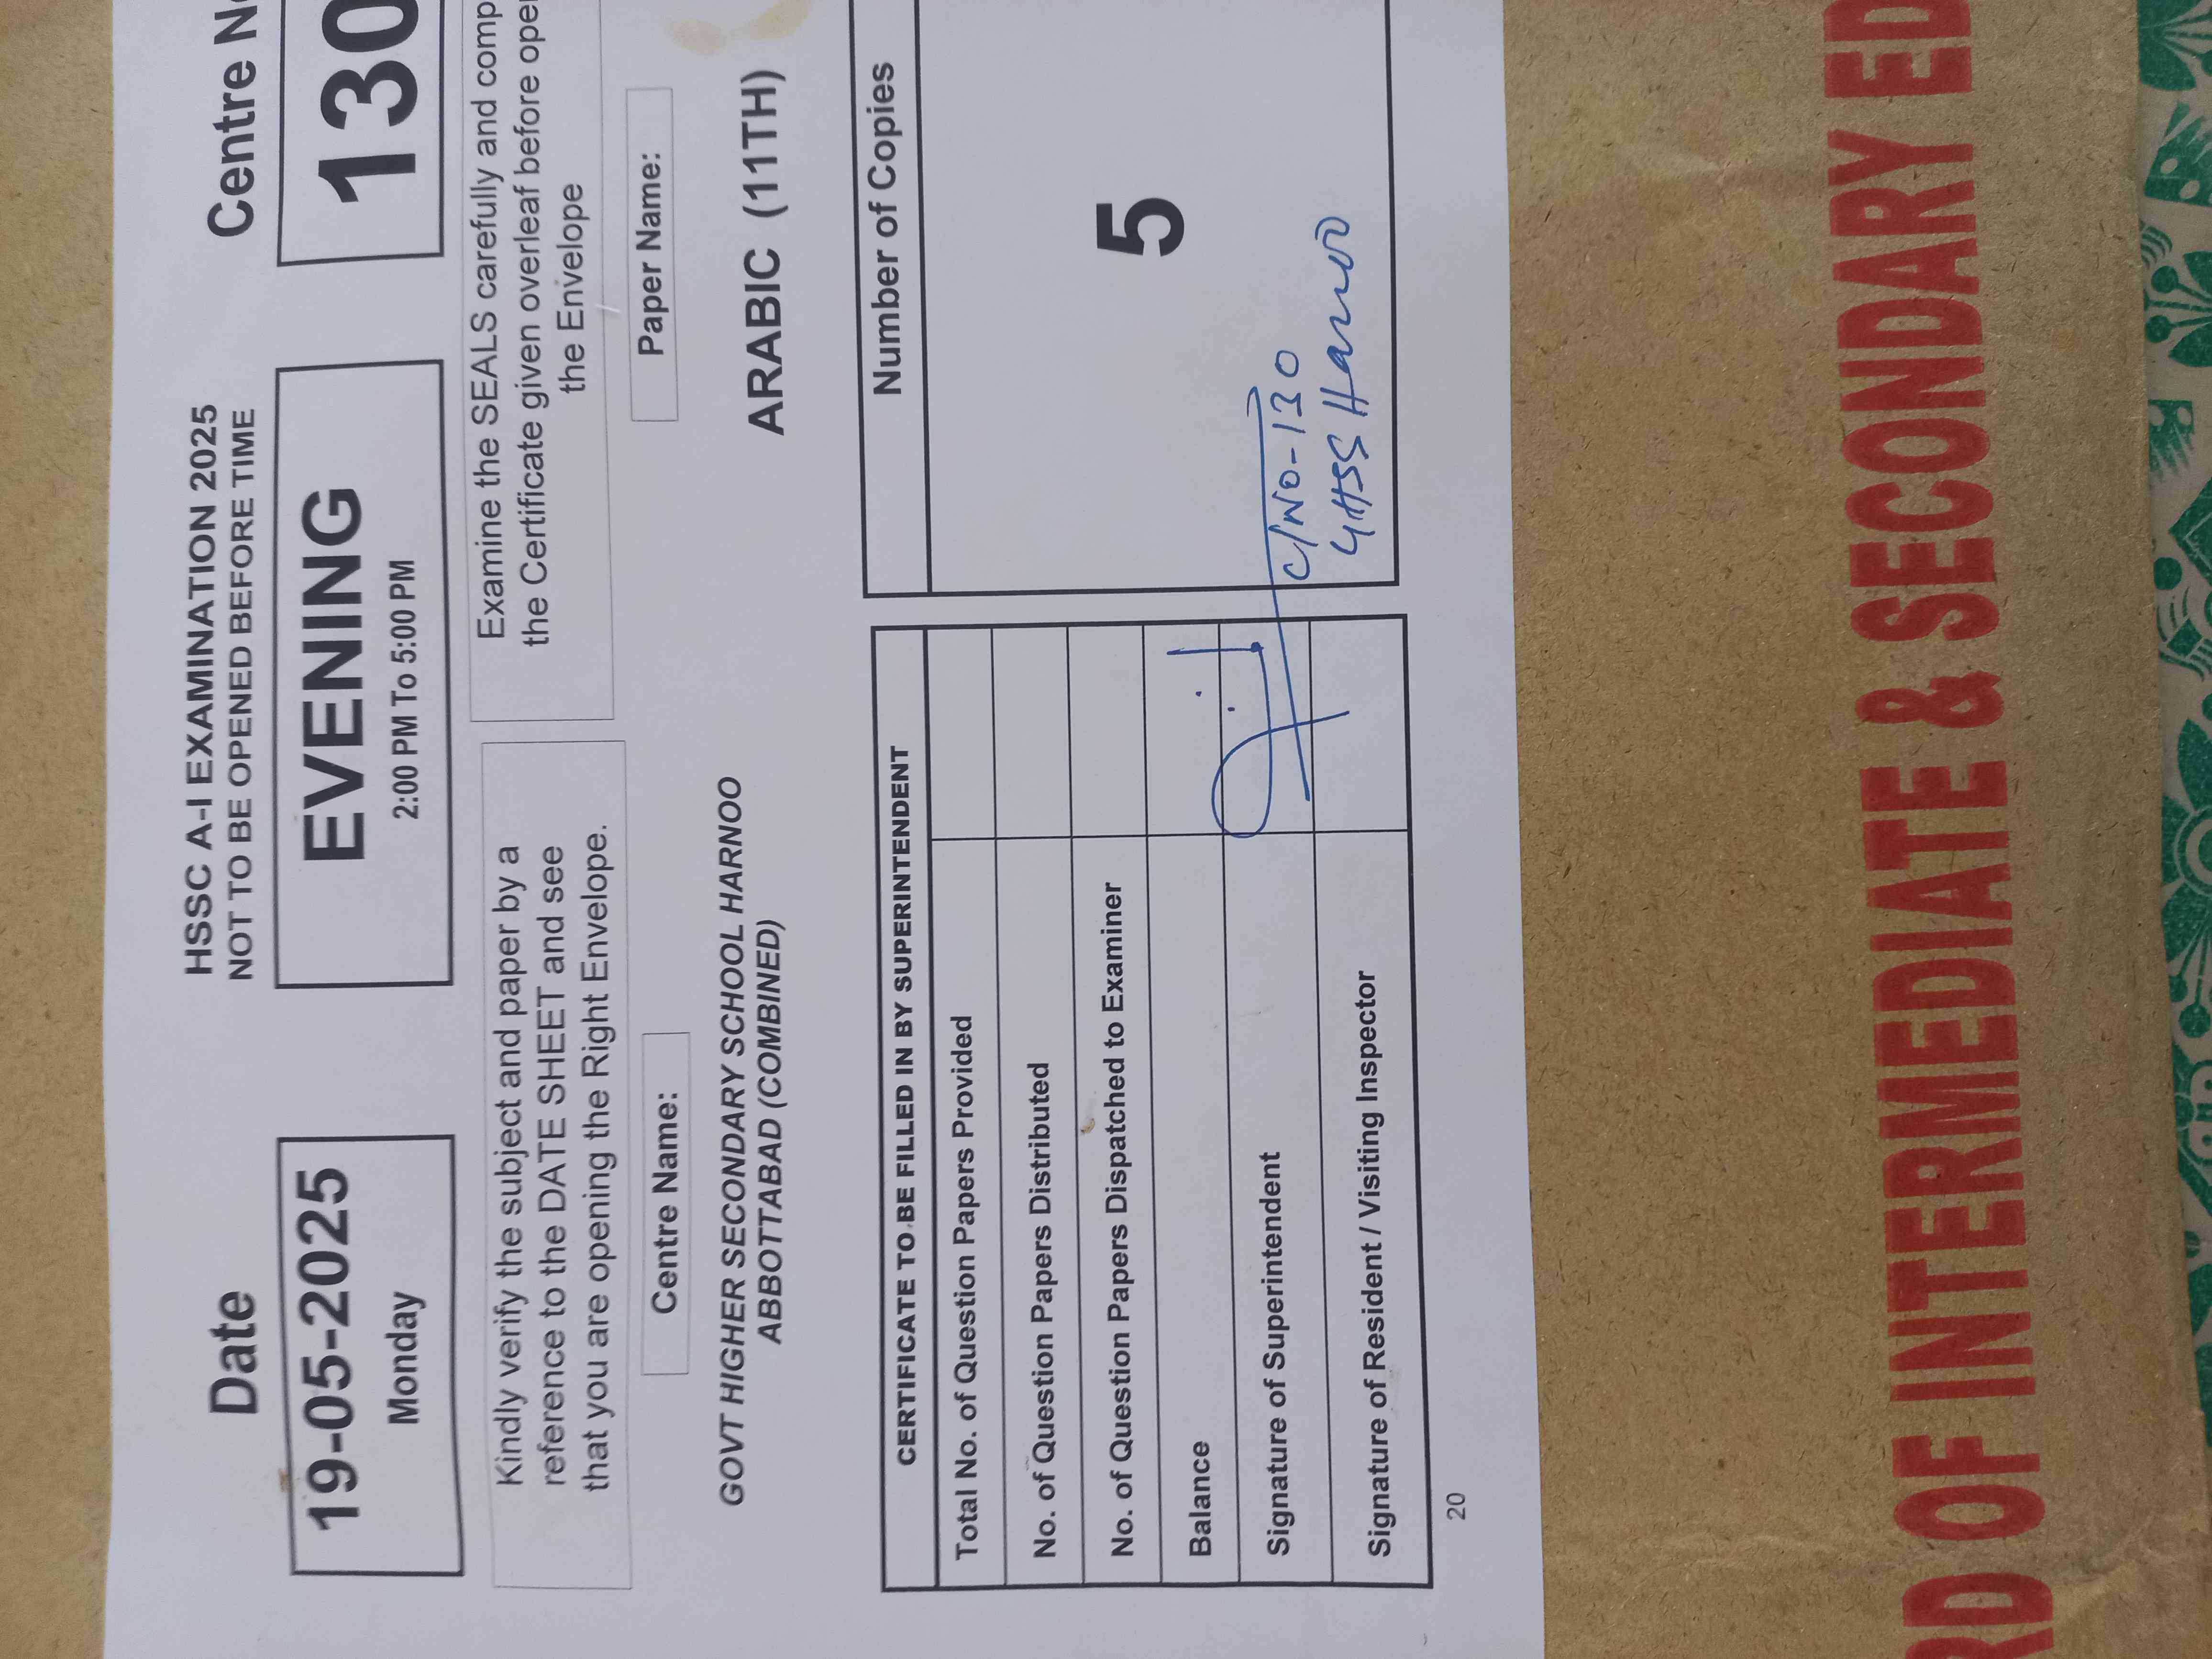 HSSC A-I EXAMINATION 2025
NOT TO BE OPENED BEFORE TIME
Date
Centre
19-05-2025
Monday
EVENING
2:00 PM To 5:00 PM
130
Kindly verify the subject and paper by a
reference to the DATE SHEET and see
that you are opening the Right Envelope.
Examine the SEALS carefully and
the Certificate given overleaf before
the Envelope
Centre Name:
Paper Name:
GOVT HIGHER SECONDARY SCHOOL HARNOO
ABBOTTABAD (COMBINED)
ARABIC (11TH)
CERTIFICATE TO BE FILLED IN BY SUPERINTENDENT
Total No. of Question Papers Provided
No. of Question Papers Distributed
No. of Question Papers Dispatched to Examiner
Balance
Signature of Superintendent
Signature of Resident / Visiting Inspector
Number of Copies
5
C/NO-130
GHSS Harnoo
20
OF INTERMEDIATE & SECONDARY